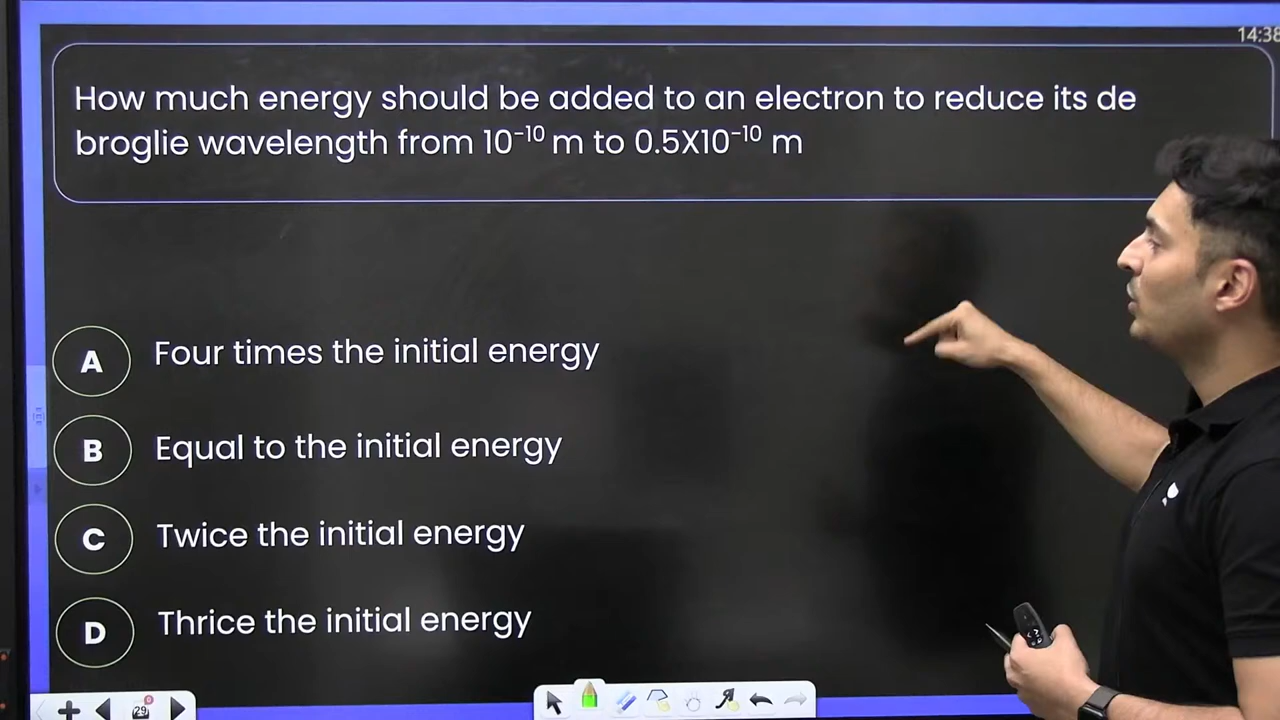 14:38
How much energy should be added to an electron to reduce its de
broglie wavelength from 10⁻¹⁰ m to 0.5X10⁻¹⁰ m
A Four times the initial energy
B Equal to the initial energy
C Twice the initial energy
D Thrice the initial energy
29